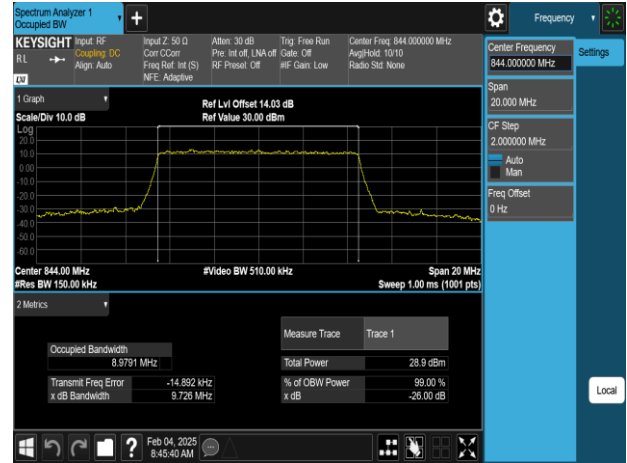 Spectrum Analyzer 1
Occupied BW
Frequency
KEYSIGHT
RL
LXI
Input: RF
Coupling: DC
Align: Auto
Input Z: 50 Ω
Corr CCorr
Freq Ref: Int (S)
NFE: Adaptive
Atten: 30 dB
Pre: Int off, LNA off
RF Preset: Off
Trig: Free Run
Gate: Off
#IF Gain: Low
Center Freq: 844.000000 MHz
Avg|Hold: 10/10
Radio Std: None
Center Frequency
844.000000 MHz
Settings
Span
20.000 MHz
CF Step
2.000000 MHz
Auto
Man
Freq Offset
0 Hz
1 Graph
Scale/Div 10.0 dB
Ref Lvl Offset 14.03 dB
Ref Value 30.00 dBm
Log
20.0
10.0
0.00
-10.0
-20.0
-30.0
-40.0
-50.0
-60.0
Center 844.00 MHz
#Video BW 510.00 kHz
Span 20 MHz
#Res BW 150.00 kHz
Sweep 1.00 ms (1001 pts)
2 Metrics
Measure Trace
Trace 1
Occupied Bandwidth
8.9791 MHz
Total Power
28.9 dBm
Transmit Freq Error
-14.892 kHz
% of OBW Power
99.00 %
x dB Bandwidth
9.726 MHz
x dB
-26.00 dB
Local
?
Feb 04, 2025
8:45:40 AM